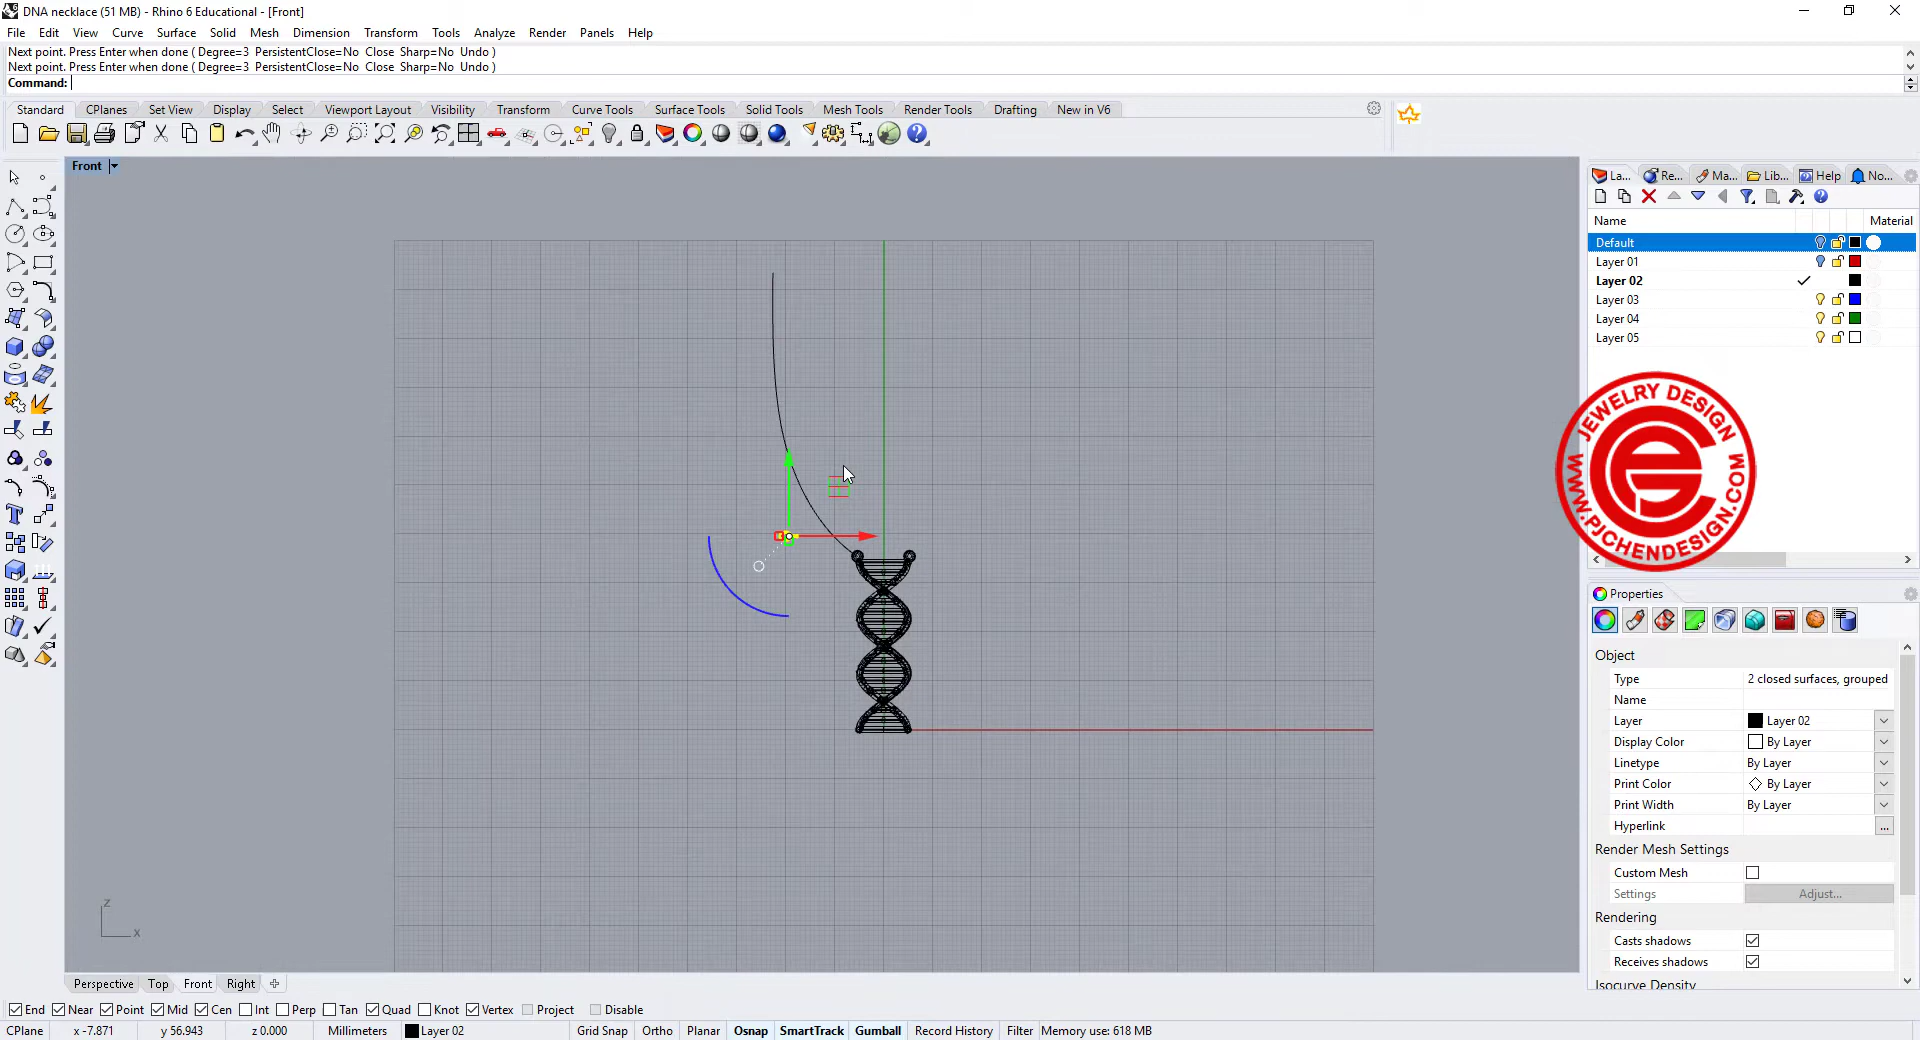 DNA necklace (51 MB) - Rhino 6 Educational - [Front]
File Edit View Curve Surface Solid Mesh Dimension Transform Tools Analyze Render Panels Help
Next point. Press Enter when done ( Degree=3 PersistentClose=No Close Sharp=No Undo )
Next point. Press Enter when done ( Degree=3 PersistentClose=No Close Sharp=No Undo )
Command:
Standard CPlanes Set View Display Select Viewport Layout Visibility Transform Curve Tools Surface Tools Solid Tools Mesh Tools Render Tools Drafting New in V6
Front
La... Re... Ma... Lib... Help No...
Name Material
Default
Layer 01
Layer 02
Layer 03
Layer 04
Layer 05
JEWELRY DESIGN
WWW.PJCHENDESIGN.COM
Properties
Object
Type 2 closed surfaces, grouped
Name
Layer Layer 02
Display Color By Layer
Linetype By Layer
Print Color By Layer
Print Width By Layer
Hyperlink ...
Render Mesh Settings
Custom Mesh
Settings Adjust...
Rendering
Casts shadows
Receives shadows
Isocurve Density
z
x
Perspective Top Front Right
End Near Point Mid Cen Int Perp Tan Quad Knot Vertex Project Disable
CPlane x -7.871 y 56.943 z 0.000 Millimeters Layer 02 Grid Snap Ortho Planar Osnap SmartTrack Gumball Record History Filter Memory use: 618 MB